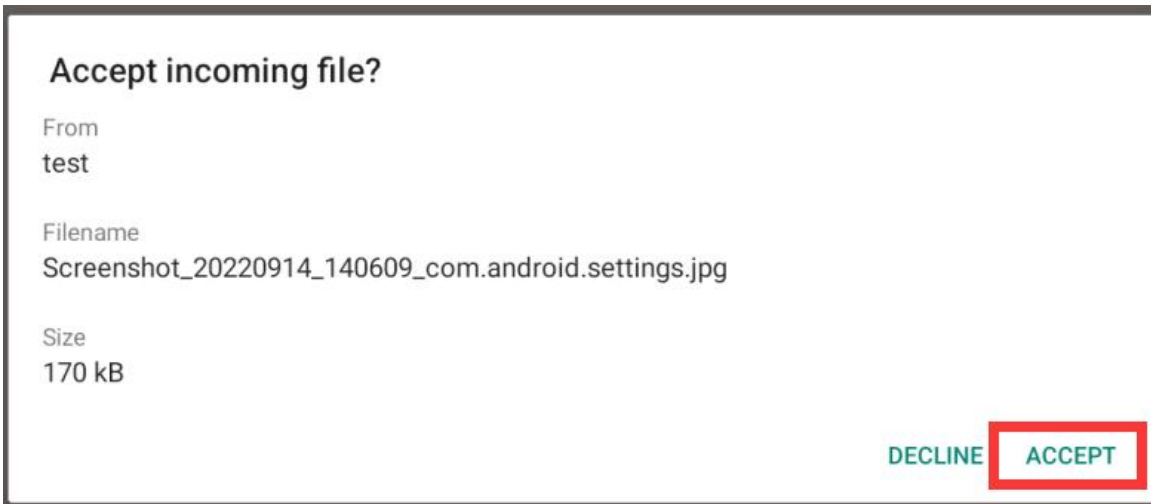 Accept incoming file?
From
test
Filename
Screenshot_20220914_140609_com.android.settings.jpg
Size
170 kB
DECLINE ACCEPT